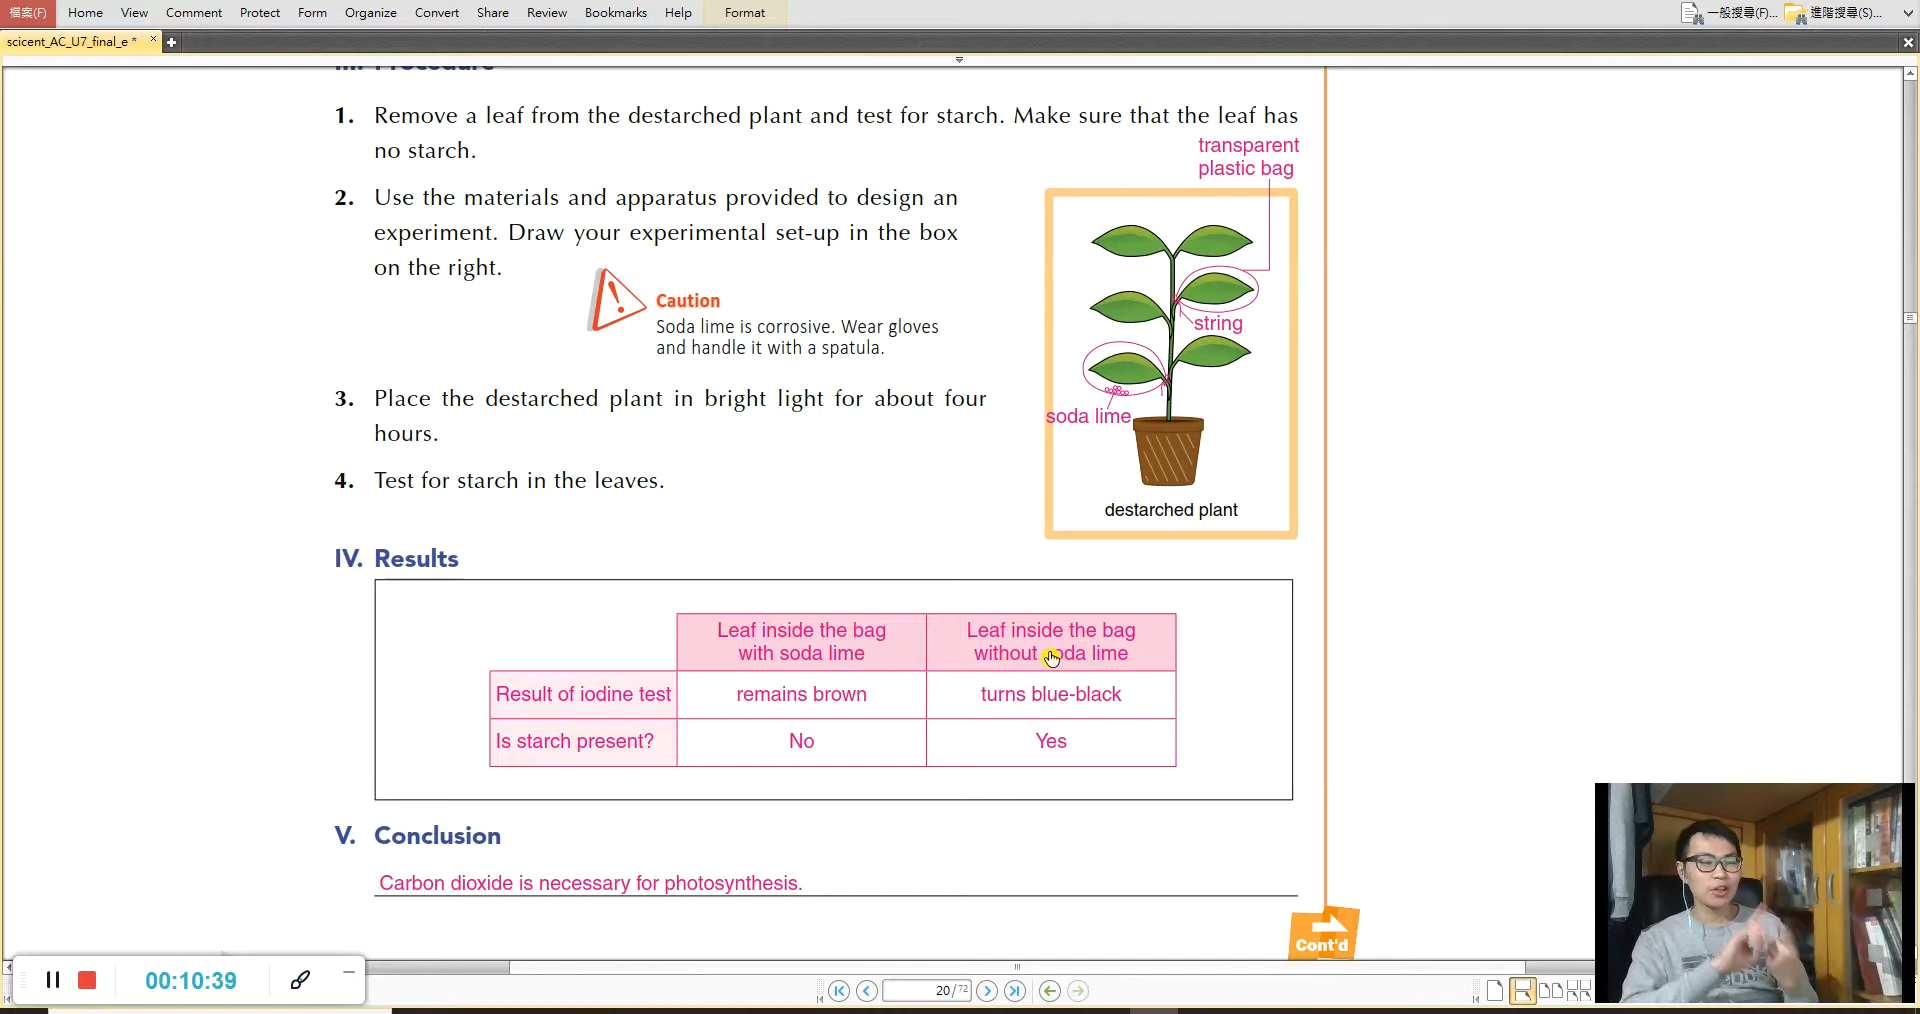 檔案(F) Home View Comment Protect Form Organize Convert Share Review Bookmarks Help Format 一般搜尋(F)... 進階搜尋(S)...
scicent_AC_U7_final_e *
III. Procedure
1. Remove a leaf from the destarched plant and test for starch. Make sure that the leaf has
no starch.
transparent
plastic bag
2. Use the materials and apparatus provided to design an
experiment. Draw your experimental set-up in the box
on the right.
Caution
Soda lime is corrosive. Wear gloves
and handle it with a spatula.
string
soda lime
destarched plant
3. Place the destarched plant in bright light for about four
hours.
4. Test for starch in the leaves.
IV. Results
Leaf inside the bag
with soda lime
Leaf inside the bag
without soda lime
Result of iodine test remains brown turns blue-black
Is starch present? No Yes
V. Conclusion
Carbon dioxide is necessary for photosynthesis.
Cont'd
00:10:39
20/72